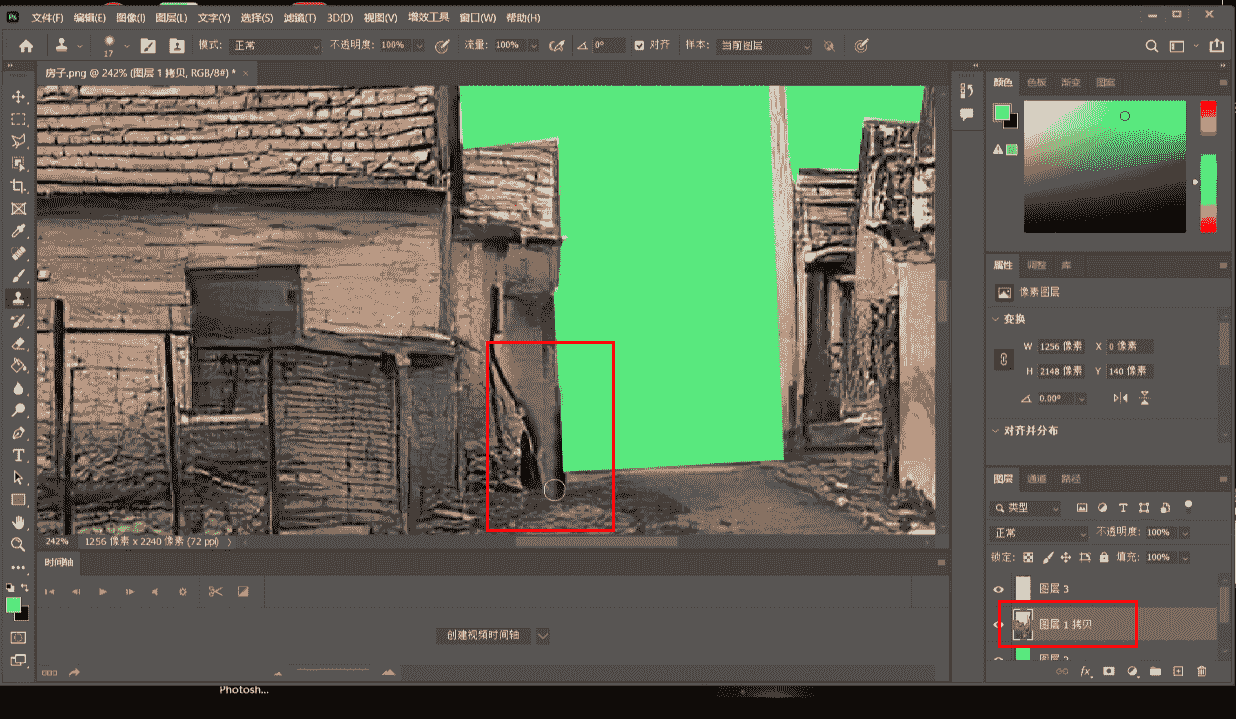 Ps 文件(F) 编辑(E) 图像(I) 图层(L) 文字(Y) 选择(S) 滤镜(T) 3D(D) 视图(V) 增效工具 窗口(W) 帮助(H)
17 模式: 正常 不透明度: 100% 流量: 100% 0° 对齐 样本: 当前图层
房子.png @ 242% (图层 1 拷贝, RGB/8#) * ×
颜色 色板 渐变 图案
属性 调整 库
像素图层
变换
W 1256 像素 X 0 像素
H 2148 像素 Y 140 像素
0.00°
对齐并分布
图层 通道 路径
类型
正常 不透明度: 100%
锁定: 填充: 100%
图层 3
图层 1 拷贝
图层 2
fx
242% 1256 像素 x 2240 像素 (72 ppi)
时间轴
创建视频时间轴
Photosh...